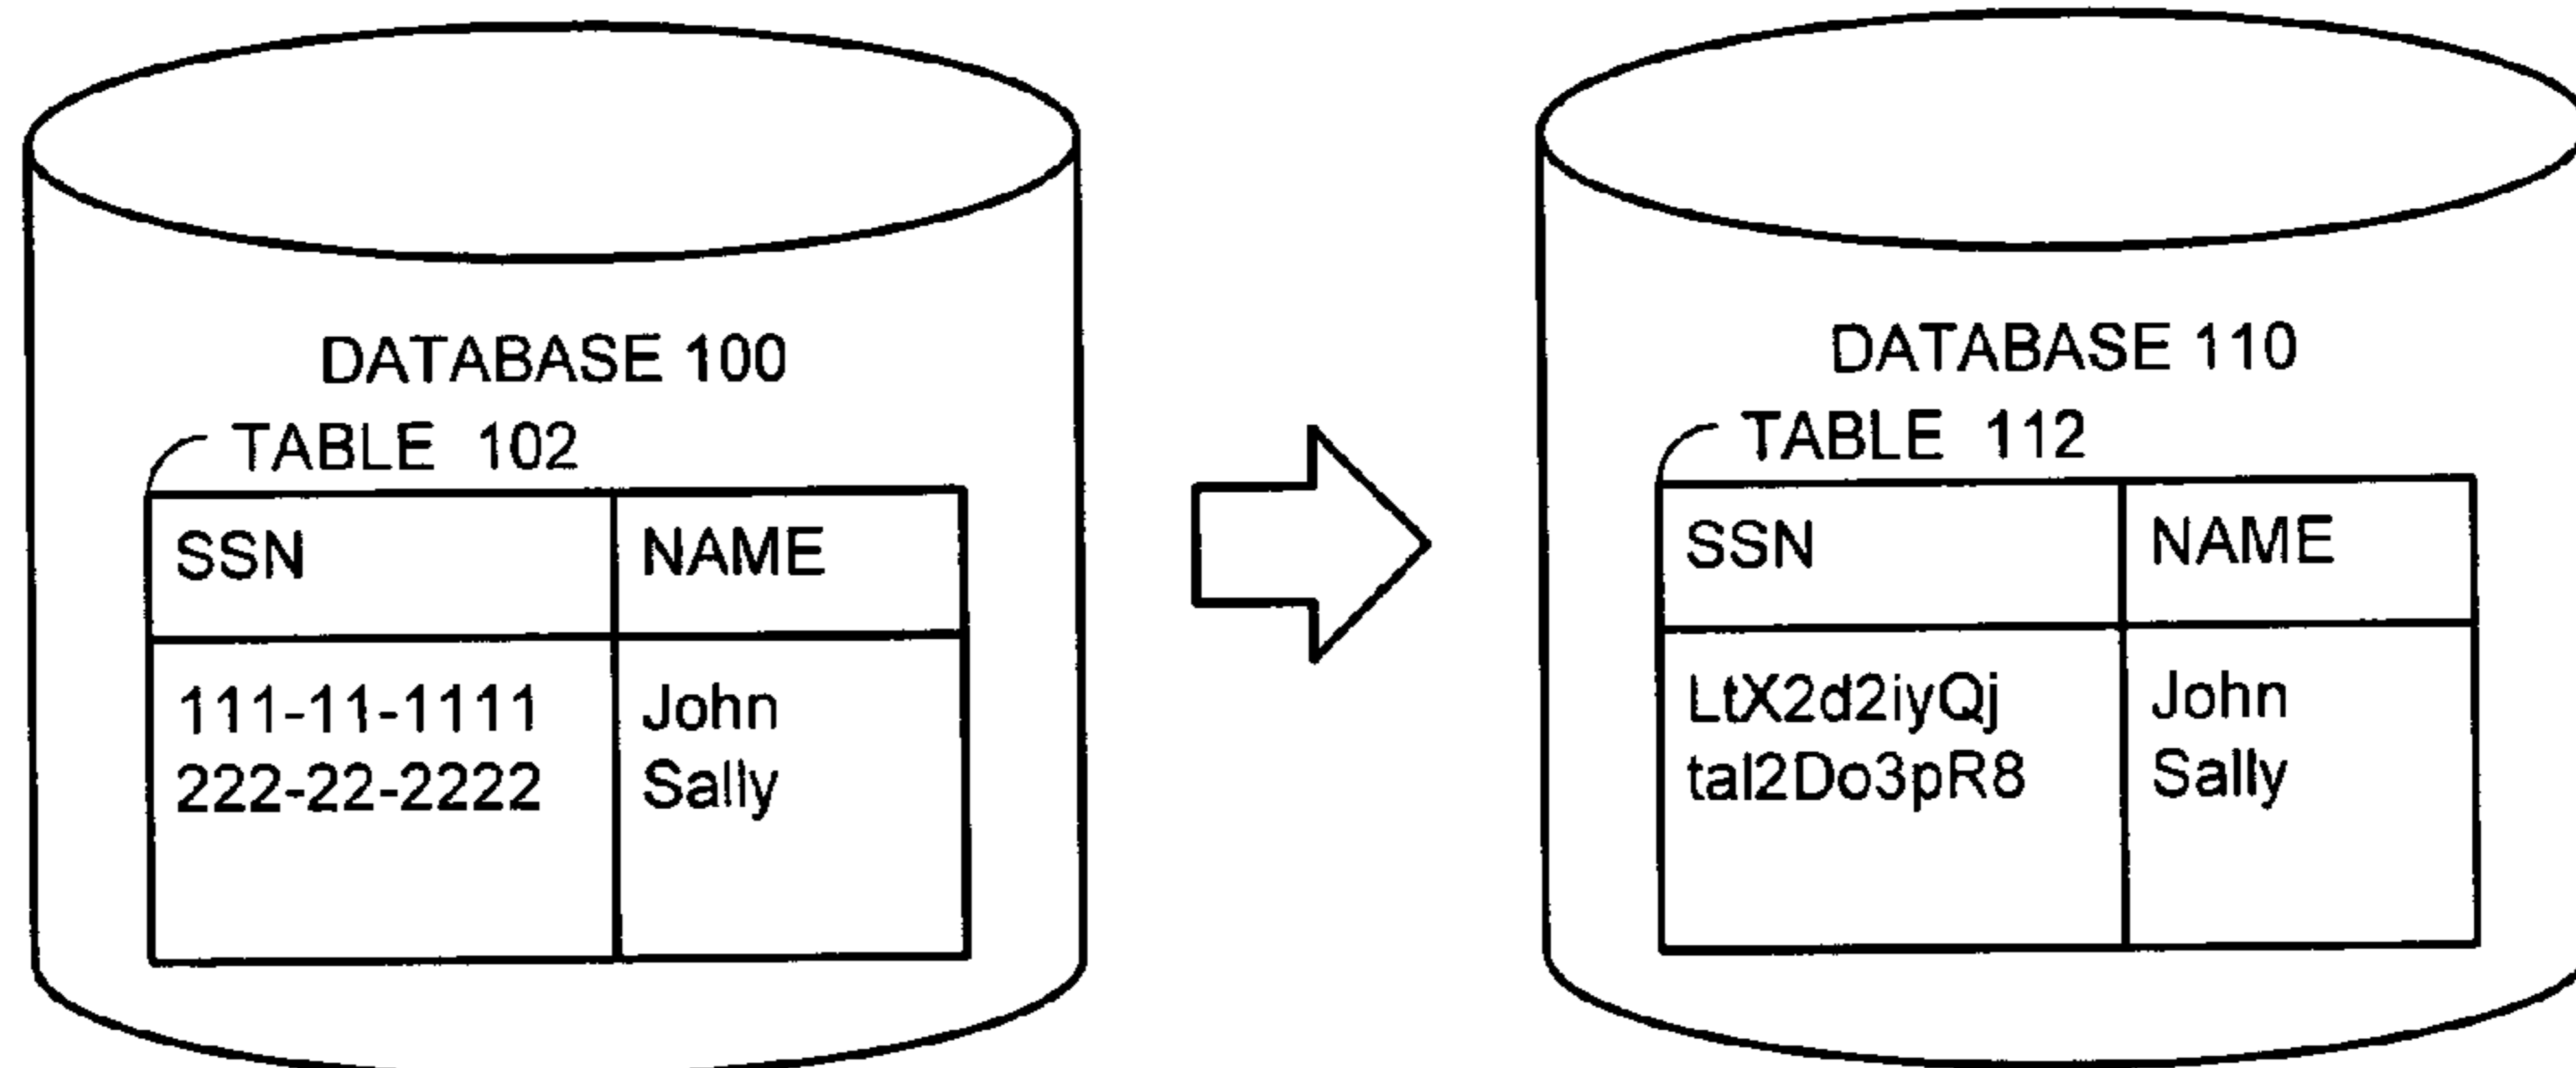 DATABASE 100
TABLE 102
SSN NAME
111-11-1111 John
222-22-2222 Sally
DATABASE 110
TABLE 112
SSN NAME
LtX2d2iyQj John
tal2Do3pR8 Sally